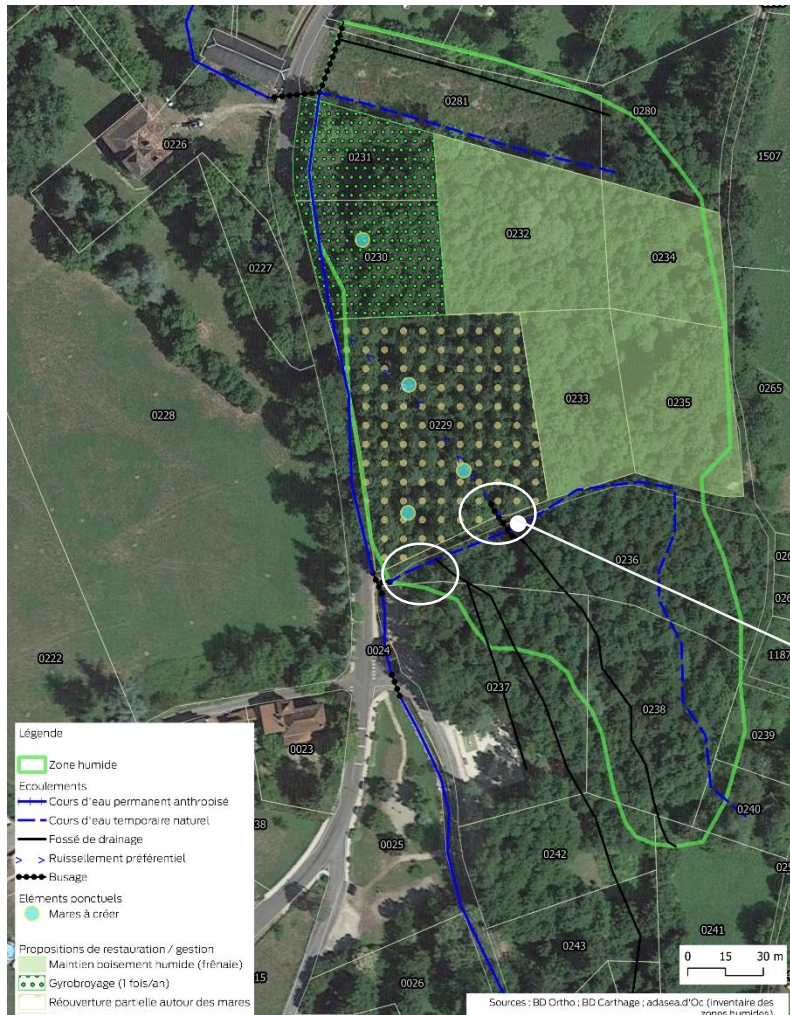 0281
0280
0226
0231
1507
0232
0234
0230
0227
0265
0233
0235
0228
0229
0236
0222
0024
1187
0237
0238
0239
0023
0240
38
0025
0242
0241
0243
15
0026
Légende
Zone humide
Ecoulements
Cours d'eau permanent anthropisé
Cours d'eau temporaire naturel
Fossé de drainage
Ruissellement préférentiel
Busage
Eléments ponctuels
Mares à créer
Propositions de restauration / gestion
Maintien boisement humide (frênaie)
Gyrobroyage (1 fois/an)
Réouverture partielle autour des mares
0 15 30 m
Sources : BD Ortho ; BD Carthage ; adasea.d'Oc (inventaire des
zones humides)